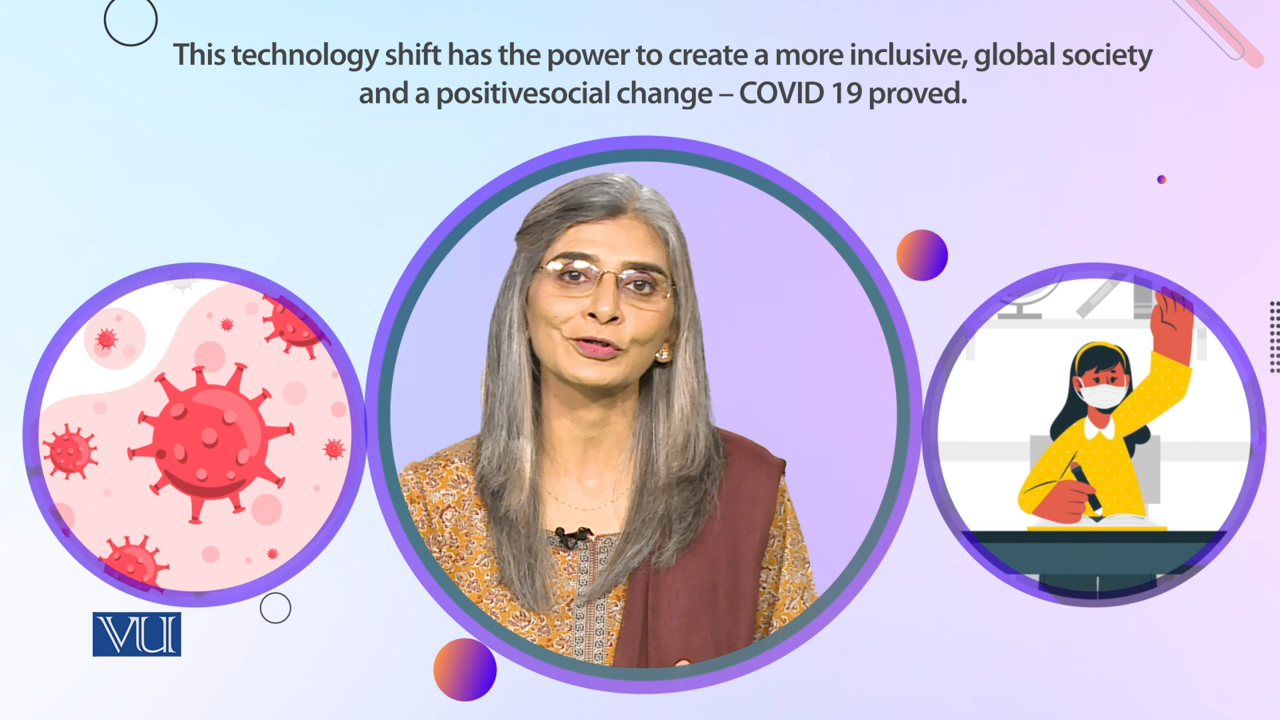 This technology shift has the power to create a more inclusive, global society
and a positivesocial change – COVID 19 proved.
VU